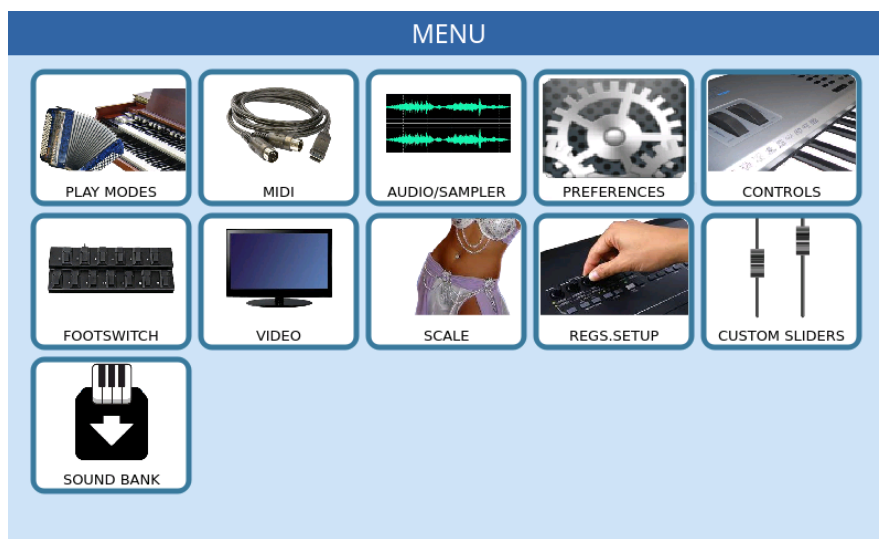 MENU
PLAY MODES
MIDI
AUDIO/SAMPLER
PREFERENCES
CONTROLS
FOOTSWITCH
VIDEO
SCALE
REGS.SETUP
CUSTOM SLIDERS
SOUND BANK